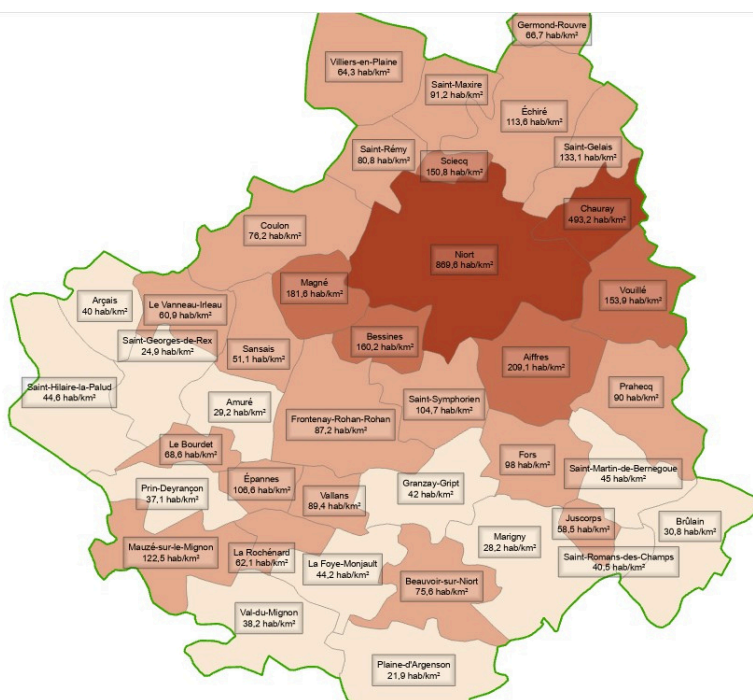 Germond-Rouvre
66,7 hab/km²
Villiers-en-Plaine
64,3 hab/km²
Saint-Maxire
91,2 hab/km²
Échiré
113,6 hab/km²
Saint-Rémy
80,8 hab/km²
Sciecq
150,8 hab/km²
Saint-Gelais
133,1 hab/km²
Chauray
493,2 hab/km²
Coulon
76,2 hab/km²
Niort
869,6 hab/km²
Magné
181,6 hab/km²
Vouillé
153,9 hab/km²
Arçais
40 hab/km²
Le Vanneau-Irleau
60,9 hab/km²
Saint-Georges-de-Rex
24,9 hab/km²
Sansais
51,1 hab/km²
Bessines
160,2 hab/km²
Aiffres
209,1 hab/km²
Saint-Hilaire-la-Palud
44,6 hab/km²
Amuré
29,2 hab/km²
Saint-Symphorien
104,7 hab/km²
Prahecq
90 hab/km²
Frontenay-Rohan-Rohan
87,2 hab/km²
Le Bourdet
68,6 hab/km²
Fors
98 hab/km²
Saint-Martin-de-Bernegoue
45 hab/km²
Prin-Deyrançon
37,1 hab/km²
Épannes
106,6 hab/km²
Vallans
89,4 hab/km²
Granzay-Gript
42 hab/km²
Juscorps
58,5 hab/km²
Brûlain
30,8 hab/km²
Marigny
28,2 hab/km²
Mauzé-sur-le-Mignon
122,5 hab/km²
La Rochénard
62,1 hab/km²
La Foye-Monjault
44,2 hab/km²
Saint-Romans-des-Champs
40,5 hab/km²
Beauvoir-sur-Niort
75,6 hab/km²
Val-du-Mignon
38,2 hab/km²
Plaine-d'Argenson
21,9 hab/km²